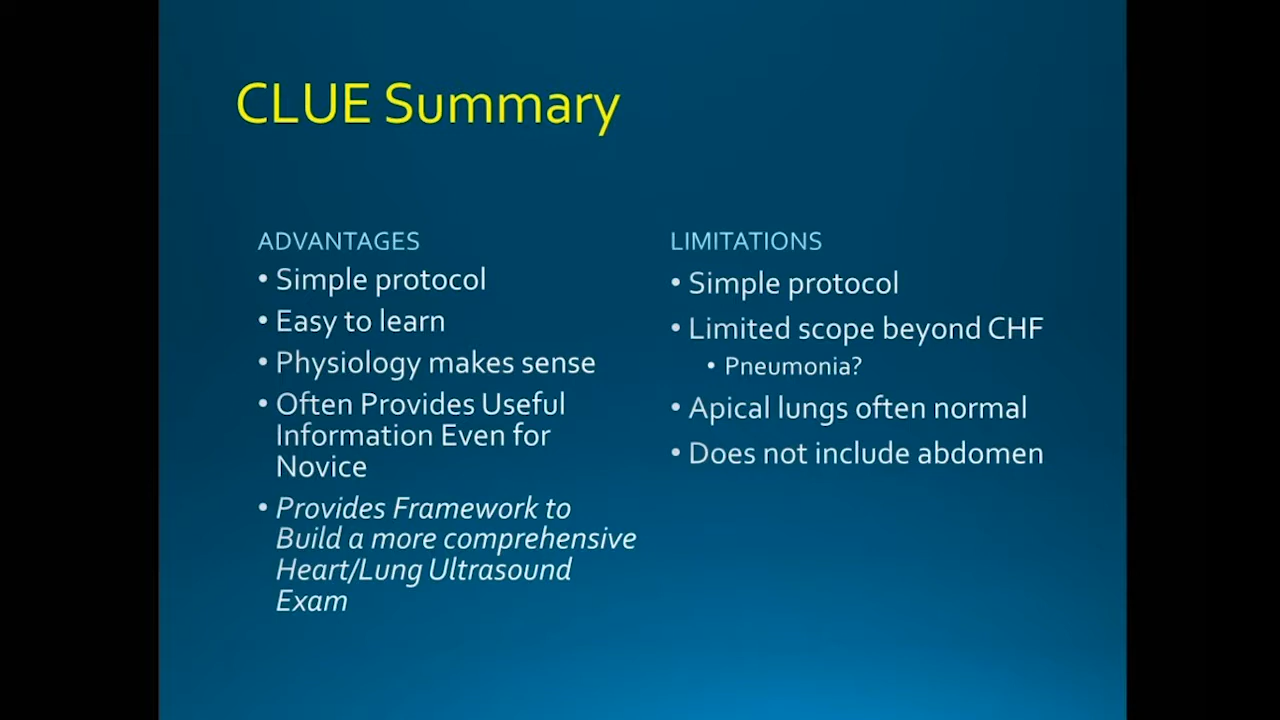 CLUE Summary
ADVANTAGES
• Simple protocol
• Easy to learn
• Physiology makes sense
• Often Provides Useful
Information Even for
Novice
• Provides Framework to
Build a more comprehensive
Heart/Lung Ultrasound
Exam
LIMITATIONS
• Simple protocol
• Limited scope beyond CHF
• Pneumonia?
• Apical lungs often normal
• Does not include abdomen